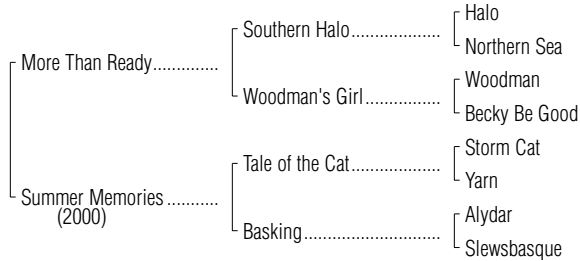 Halo
Southern Halo..................
Northern Sea
More Than Ready.............
Woodman
Woodman's Girl................
Becky Be Good
Storm Cat
Tale of the Cat..................
Yarn
Summer Memories...........
(2000)
Alydar
Basking............................
Slewsbasque